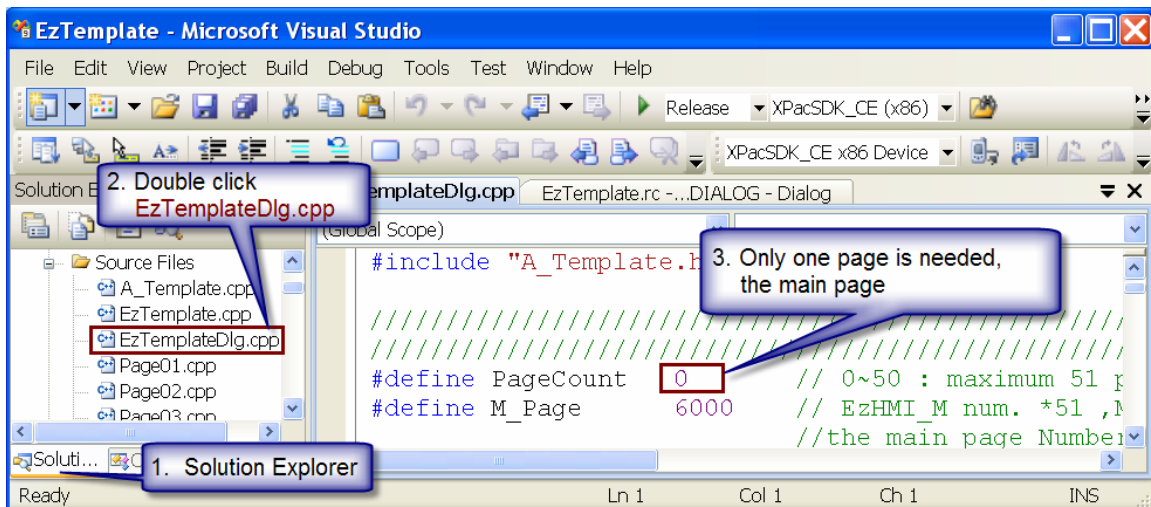 EzTemplate - Microsoft Visual Studio
File Edit View Project Build Debug Tools Test Window Help
Release XPacSDK_CE (x86)
XPacSDK_CE x86 Device
Solution E
2. Double click
EzTemplateDlg.cpp
emplateDlg.cpp EzTemplate.rc -...DIALOG - Dialog
(Global Scope)
Source Files
A_Template.cpp
EzTemplate.cpp
EzTemplateDlg.cpp
Page01.cpp
Page02.cpp
Page03.cpp
#include "A_Template.h
3. Only one page is needed,
the main page
////////////////////////////////////////////
////////////////////////////////////////////
#define PageCount 0 // 0~50 : maximum 51 p
#define M_Page 6000 // EzHMI_M num. *51 ,M
//the main page Number
Soluti...
1. Solution Explorer
Ready Ln 1 Col 1 Ch 1 INS